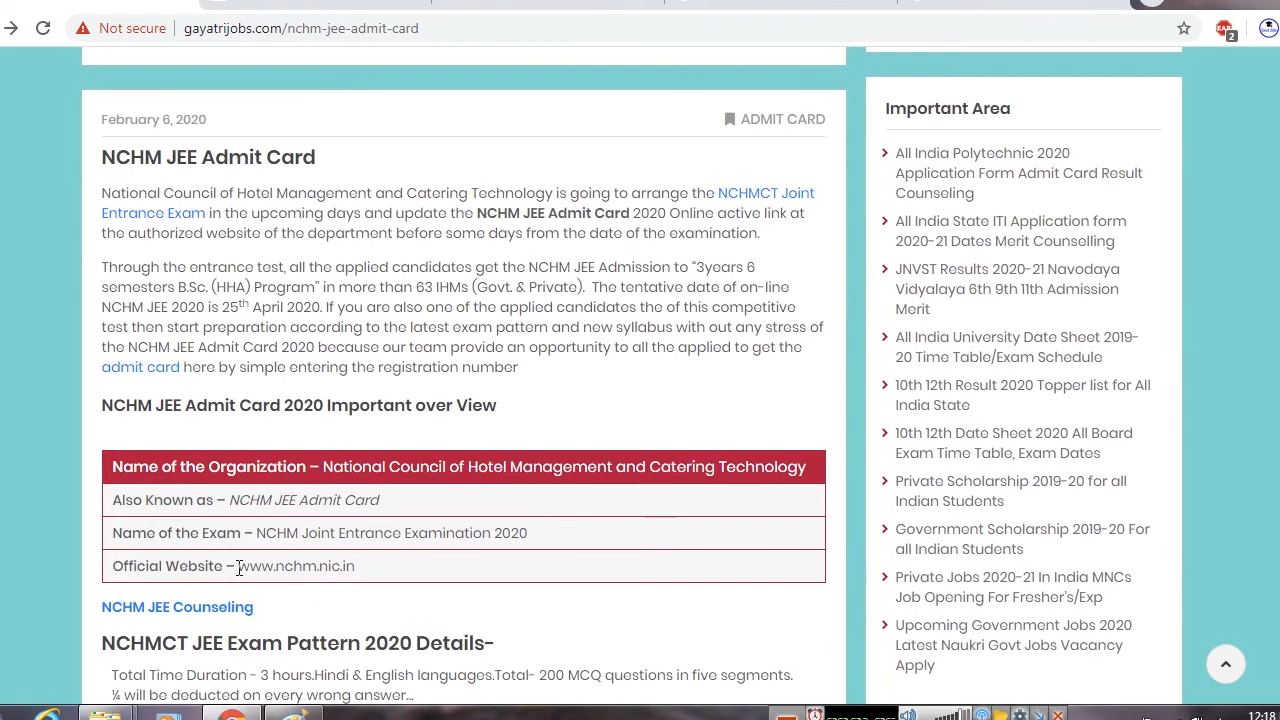 Not secure
gayatrijobs.com/nchm-jee-admit-card
2
February 6, 2020
ADMIT CARD
NCHM JEE Admit Card
National Council of Hotel Management and Catering Technology is going to arrange the NCHMCT Joint
Entrance Exam in the upcoming days and update the NCHM JEE Admit Card 2020 Online active link at
the authorized website of the department before some days from the date of the examination.
Through the entrance test, all the applied candidates get the NCHM JEE Admission to “3years 6
semesters B.Sc. (HHA) Program” in more than 63 IHMs (Govt. & Private). The tentative date of on-line
NCHM JEE 2020 is 25th April 2020. If you are also one of the applied candidates the of this competitive
test then start preparation according to the latest exam pattern and new syllabus with out any stress of
the NCHM JEE Admit Card 2020 because our team provide an opportunity to all the applied to get the
admit card here by simple entering the registration number
NCHM JEE Admit Card 2020 Important over View
Name of the Organization – National Council of Hotel Management and Catering Technology
Also Known as – NCHM JEE Admit Card
Name of the Exam – NCHM Joint Entrance Examination 2020
Official Website – www.nchm.nic.in
NCHM JEE Counseling
NCHMCT JEE Exam Pattern 2020 Details-
Total Time Duration - 3 hours.Hindi & English languages.Total- 200 MCQ questions in five segments.
¼ will be deducted on every wrong answer...
Important Area
All India Polytechnic 2020
Application Form Admit Card Result
Counseling
All India State ITI Application form
2020-21 Dates Merit Counselling
JNVST Results 2020-21 Navodaya
Vidyalaya 6th 9th 11th Admission
Merit
All India University Date Sheet 2019-
20 Time Table/Exam Schedule
10th 12th Result 2020 Topper list for All
India State
10th 12th Date Sheet 2020 All Board
Exam Time Table, Exam Dates
Private Scholarship 2019-20 for all
Indian Students
Government Scholarship 2019-20 For
all Indian Students
Private Jobs 2020-21 In India MNCs
Job Opening For Fresher's/Exp
Upcoming Government Jobs 2020
Latest Naukri Govt Jobs Vacancy
Apply
12:18